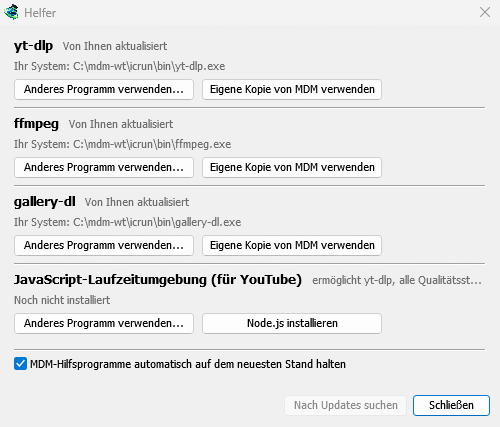 Helfer
yt-dlp Von Ihnen aktualisiert
Ihr System: C:\mdm-wt\icrun\bin\yt-dlp.exe
Anderes Programm verwenden... Eigene Kopie von MDM verwenden
ffmpeg Von Ihnen aktualisiert
Ihr System: C:\mdm-wt\icrun\bin\ffmpeg.exe
Anderes Programm verwenden... Eigene Kopie von MDM verwenden
gallery-dl Von Ihnen aktualisiert
Ihr System: C:\mdm-wt\icrun\bin\gallery-dl.exe
Anderes Programm verwenden... Eigene Kopie von MDM verwenden
JavaScript-Laufzeitumgebung (für YouTube) ermöglicht yt-dlp, alle Qualitätsst...
Noch nicht installiert
Anderes Programm verwenden... Node.js installieren
MDM-Hilfsprogramme automatisch auf dem neuesten Stand halten
Nach Updates suchen Schließen